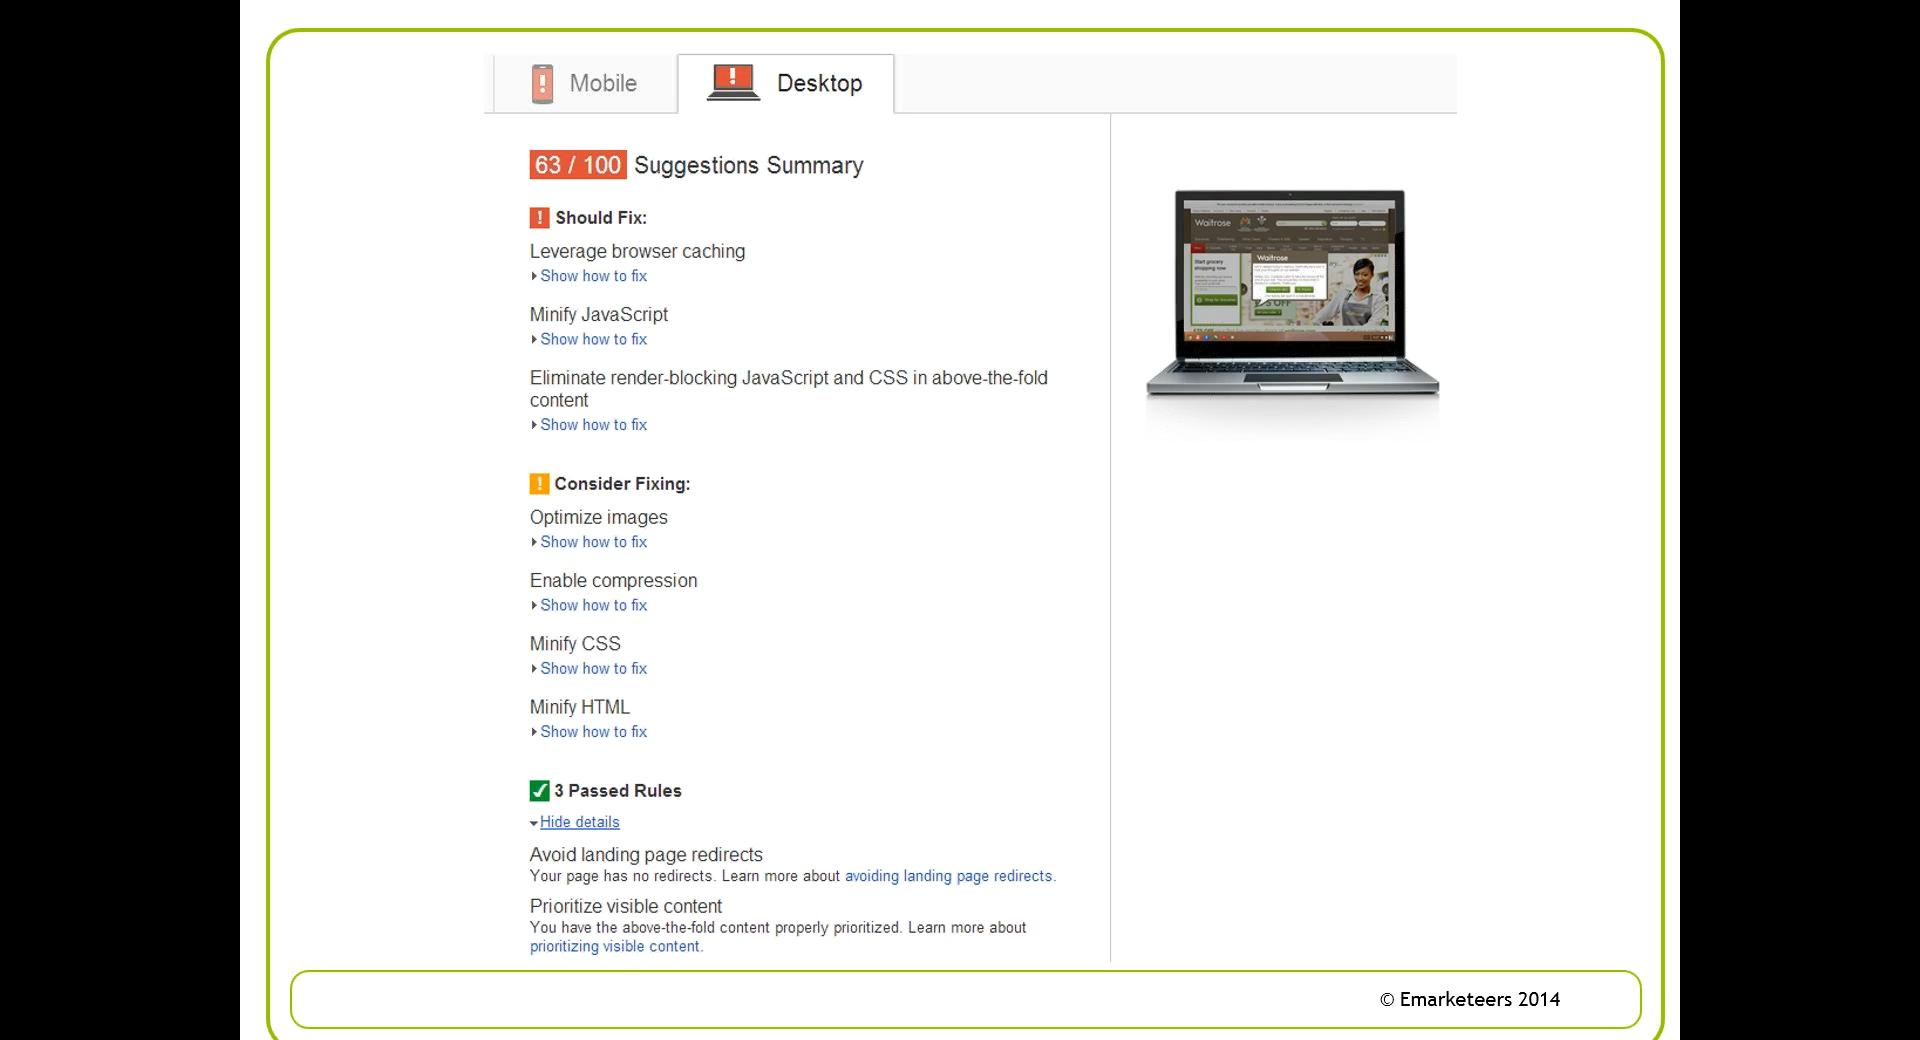 Mobile
Desktop
63 / 100 Suggestions Summary
! Should Fix:
Leverage browser caching
Show how to fix
Minify JavaScript
Show how to fix
Eliminate render-blocking JavaScript and CSS in above-the-fold
content
Show how to fix
! Consider Fixing:
Optimize images
Show how to fix
Enable compression
Show how to fix
Minify CSS
Show how to fix
Minify HTML
Show how to fix
3 Passed Rules
Hide details
Avoid landing page redirects
Your page has no redirects. Learn more about avoiding landing page redirects.
Prioritize visible content
You have the above-the-fold content properly prioritized. Learn more about
prioritizing visible content.
Waitrose
Waitrose
Start grocery
shopping now
© Emarketeers 2014